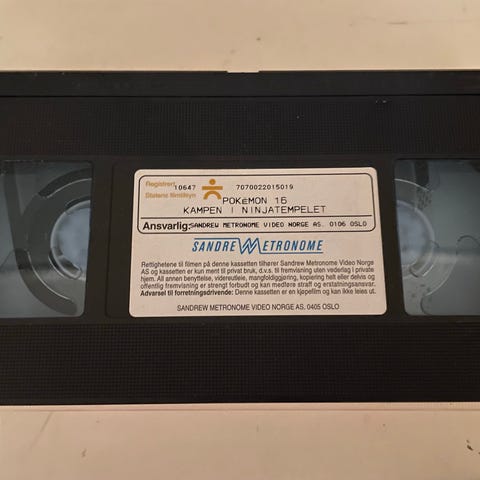 Registrert 10647 7070022015019
Statens filmtilsyn
POKEMON 16
KAMPEN I NINJATEMPELET
Ansvarlig: SANDREW METRONOME VIDEO NORGE AS. 0106 OSLO
SANDREW METRONOME
Rettighetene til filmen på denne kassetten tilhører Sandrew Metronome Video Norge
AS og kassetten er kun ment til privat bruk, d.v.s. til fremvisning uten vederlag i private
hjem. All annen benyttelse, videreutleie, mangfoldiggjøring, kopiering helt eller delvis og
offentlig fremvisning er strengt forbudt og kan medføre straff og erstatningsansvar.
Advarsel til forretningsdrivende: Denne kassetten er en kjøpefilm og kan ikke leies ut.
SANDREW METRONOME VIDEO NORGE AS. 0405 OSLO